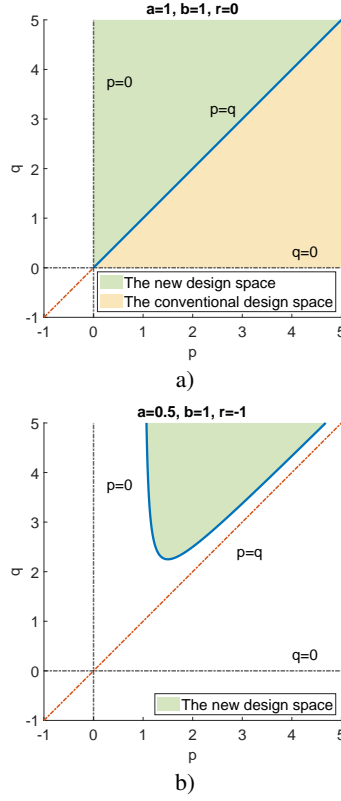 a=1, b=1, r=0
5
4
3
2
1
0
-1
q
p=0
p=q
q=0
The new design space
The conventional design space
-1 0 1 2 3 4 5
p
a)
a=0.5, b=1, r=-1
5
4
3
2
1
0
-1
q
p=0
p=q
q=0
The new design space
-1 0 1 2 3 4 5
p
b)